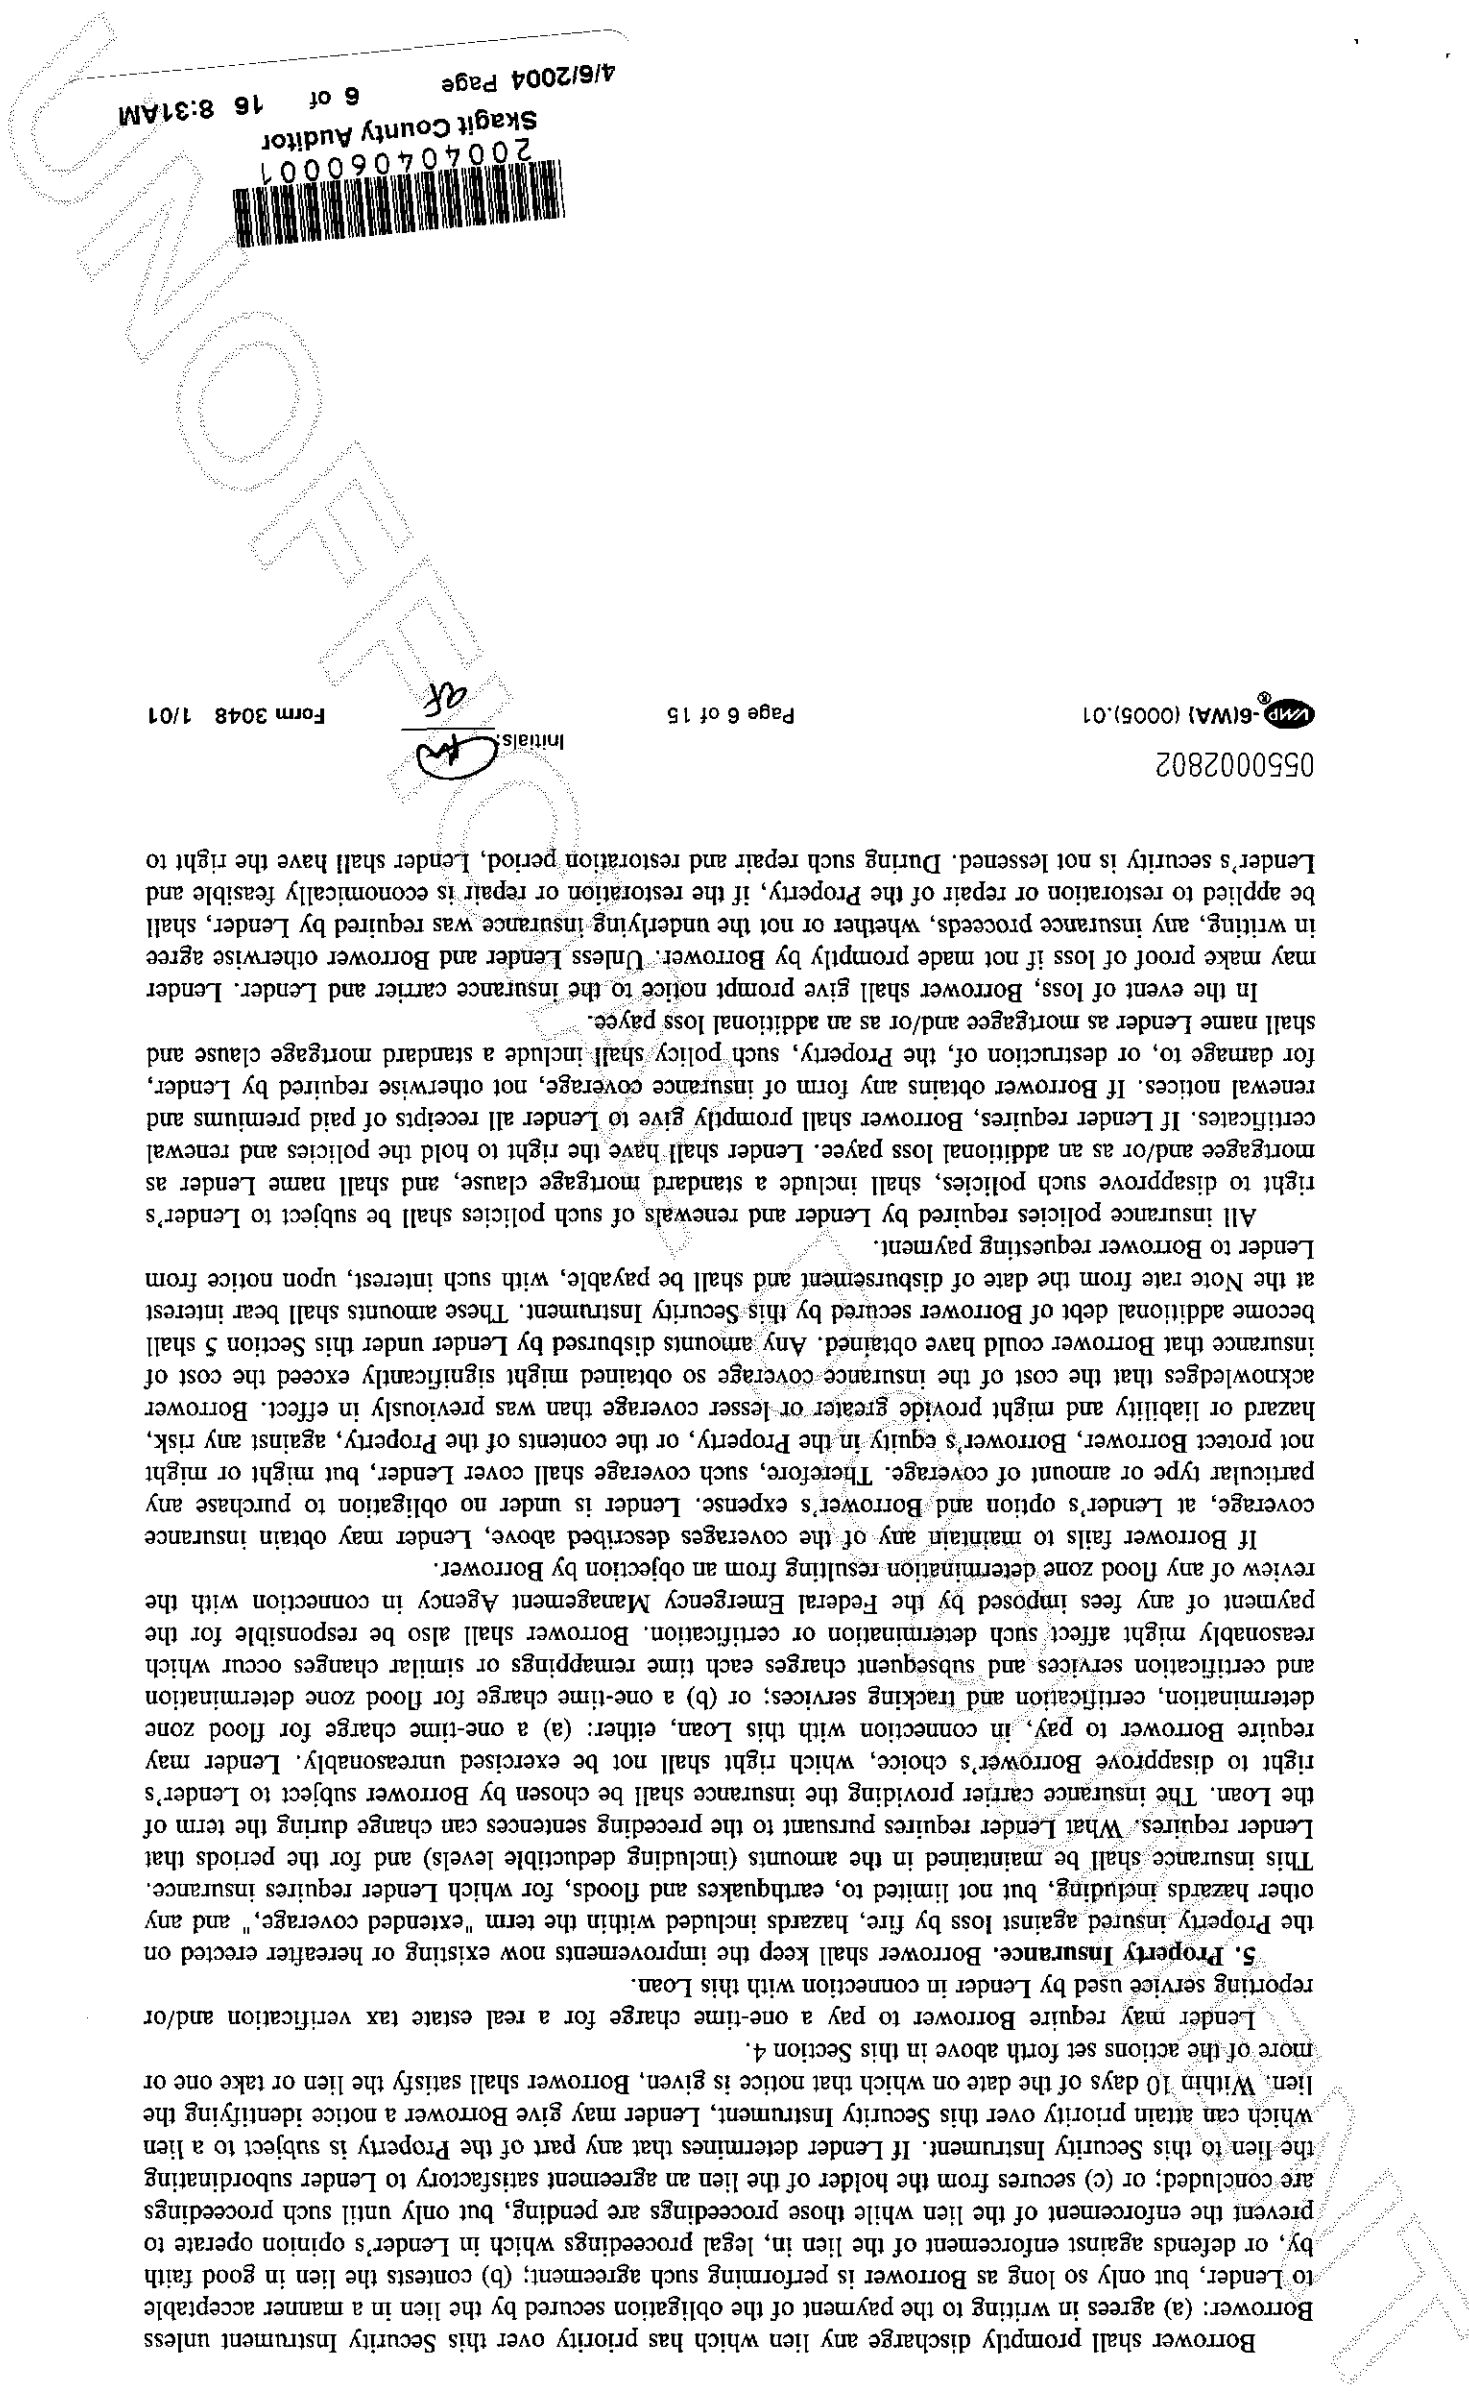 Borrower shall promptly discharge any lien which has priority over this Security Instrument unless
Borrower: (a) agrees in writing to the payment of the obligation secured by the lien in a manner acceptable
to Lender, but only so long as Borrower is performing such agreement; (b) contests the lien in good faith
by, or defends against enforcement of the lien in, legal proceedings which in Lender's opinion operate to
prevent the enforcement of the lien while those proceedings are pending, but only until such proceedings
are concluded; or (c) secures from the holder of the lien an agreement satisfactory to Lender subordinating
the lien to this Security Instrument. If Lender determines that any part of the Property is subject to a lien
which can attain priority over this Security Instrument, Lender may give Borrower a notice identifying the
lien. Within 10 days of the date on which that notice is given, Borrower shall satisfy the lien or take one or
more of the actions set forth above in this Section 4.
Lender may require Borrower to pay a one-time charge for a real estate tax verification and/or
reporting service used by Lender in connection with this Loan.
5. Property Insurance. Borrower shall keep the improvements now existing or hereafter erected on
the Property insured against loss by fire, hazards included within the term "extended coverage," and any
other hazards including, but not limited to, earthquakes and floods, for which Lender requires insurance.
This insurance shall be maintained in the amounts (including deductible levels) and for the periods that
Lender requires. What Lender requires pursuant to the preceding sentences can change during the term of
the Loan. The insurance carrier providing the insurance shall be chosen by Borrower subject to Lender's
right to disapprove Borrower's choice, which right shall not be exercised unreasonably. Lender may
require Borrower to pay, in connection with this Loan, either: (a) a one-time charge for flood zone
determination, certification and tracking services; or (b) a one-time charge for flood zone determination
and certification services and subsequent charges each time remappings or similar changes occur which
reasonably might affect such determination or certification. Borrower shall also be responsible for the
payment of any fees imposed by the Federal Emergency Management Agency in connection with the
review of any flood zone determination resulting from an objection by Borrower.
If Borrower fails to maintain any of the coverages described above, Lender may obtain insurance
coverage, at Lender's option and Borrower's expense. Lender is under no obligation to purchase any
particular type or amount of coverage. Therefore, such coverage shall cover Lender, but might or might
not protect Borrower, Borrower's equity in the Property, or the contents of the Property, against any risk,
hazard or liability and might provide greater or lesser coverage than was previously in effect. Borrower
acknowledges that the cost of the insurance coverage so obtained might significantly exceed the cost of
insurance that Borrower could have obtained. Any amounts disbursed by Lender under this Section 5 shall
become additional debt of Borrower secured by this Security Instrument. These amounts shall bear interest
at the Note rate from the date of disbursement and shall be payable, with such interest, upon notice from
Lender to Borrower requesting payment.
All insurance policies required by Lender and renewals of such policies shall be subject to Lender's
right to disapprove such policies, shall include a standard mortgage clause, and shall name Lender as
mortgagee and/or as an additional loss payee. Lender shall have the right to hold the policies and renewal
certificates. If Lender requires, Borrower shall promptly give to Lender all receipts of paid premiums and
renewal notices. If Borrower obtains any form of insurance coverage, not otherwise required by Lender,
for damage to, or destruction of, the Property, such policy shall include a standard mortgage clause and
shall name Lender as mortgagee and/or as an additional loss payee.
In the event of loss, Borrower shall give prompt notice to the insurance carrier and Lender. Lender
may make proof of loss if not made promptly by Borrower. Unless Lender and Borrower otherwise agree
in writing, any insurance proceeds, whether or not the underlying insurance was required by Lender, shall
be applied to restoration or repair of the Property, if the restoration or repair is economically feasible and
Lender's security is not lessened. During such repair and restoration period, Lender shall have the right to
0550002802
Initials:
VMP®-6(WA) (0005).01 Page 6 of 15 Form 3048 1/01
200404060001
Skagit County Auditor
4/6/2004 Page 6 of 16 8:31AM
UNOFFICIAL DOCUMENT